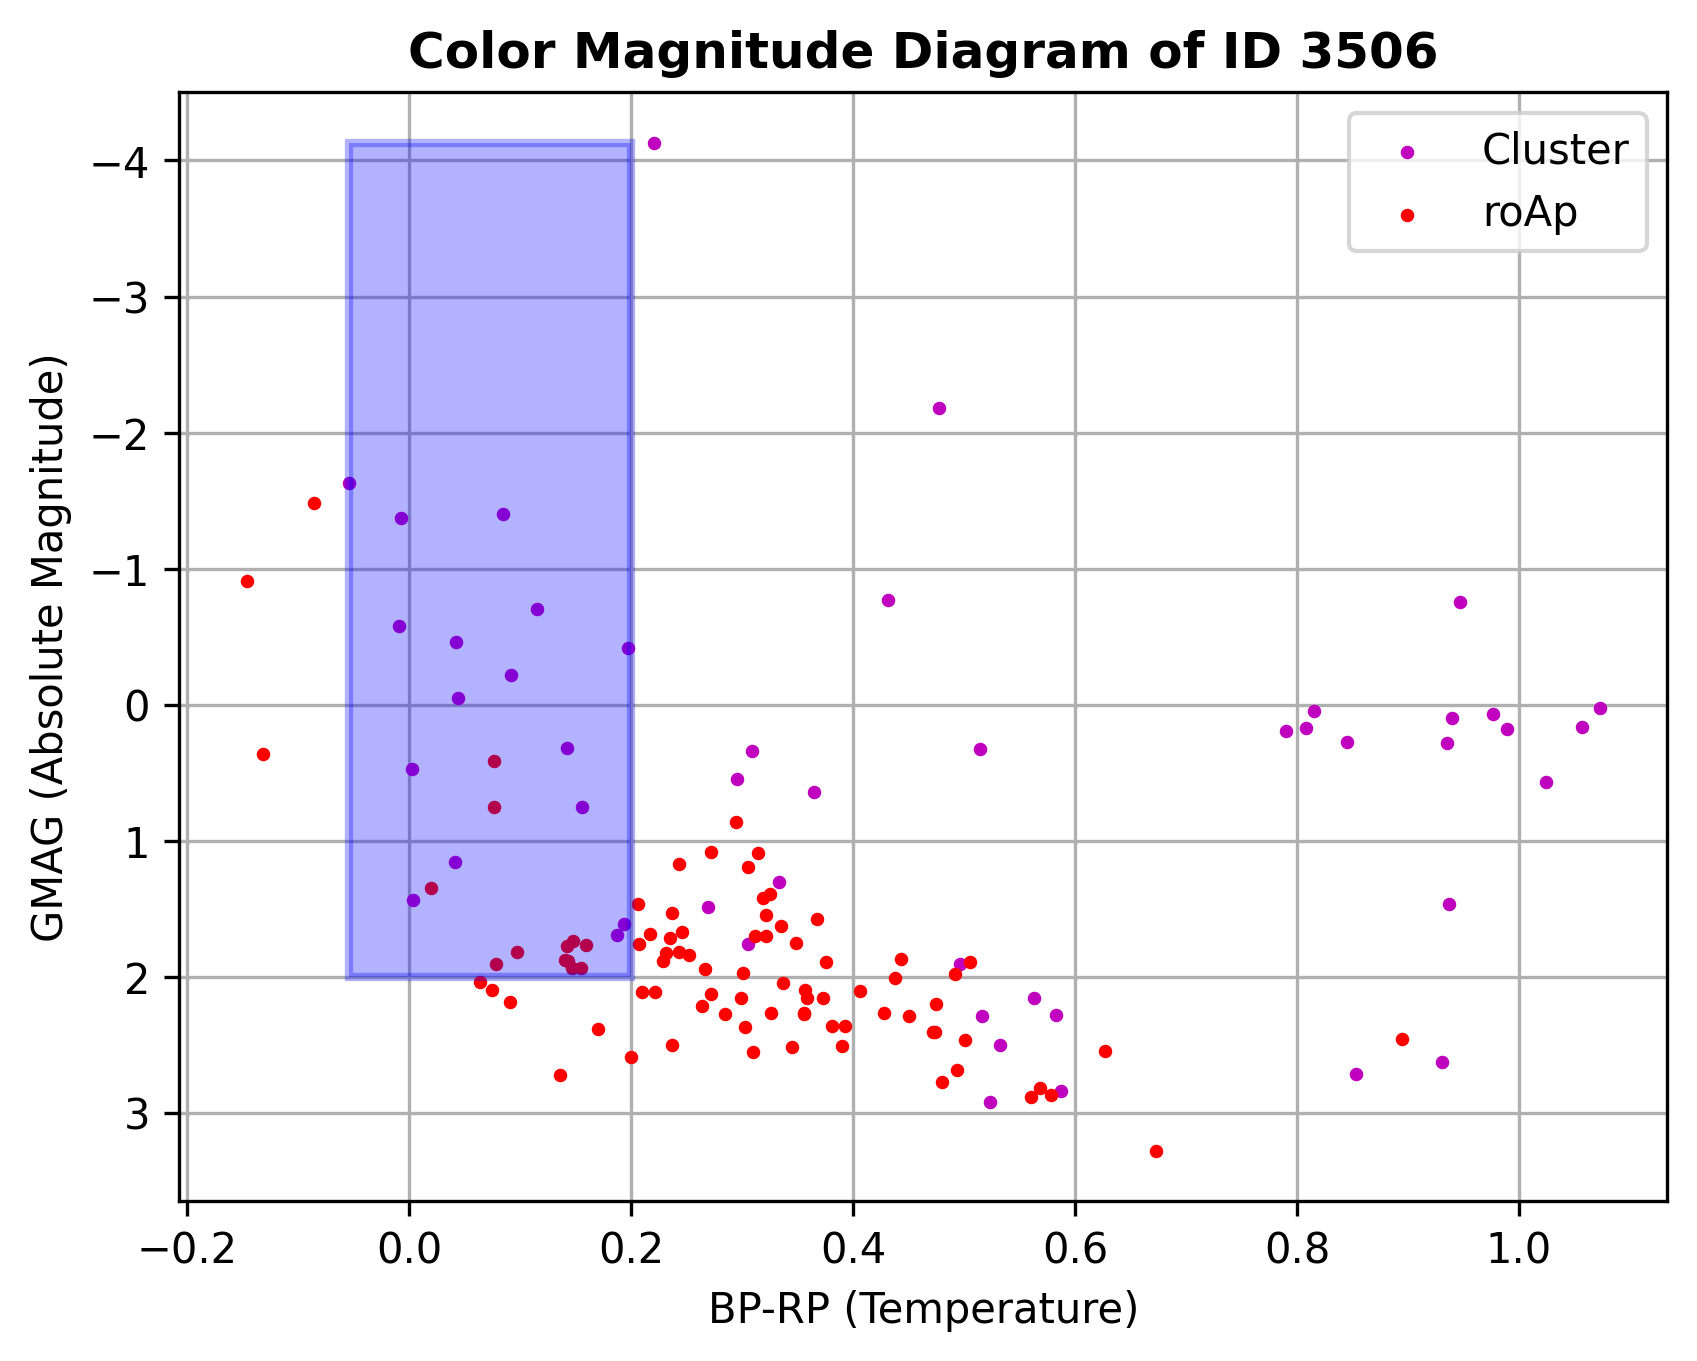 Color Magnitude Diagram of ID 3506
Cluster
roAp
GMAG (Absolute Magnitude)
−4
−3
−2
−1
0
1
2
3
−0.2 0.0 0.2 0.4 0.6 0.8 1.0
BP-RP (Temperature)